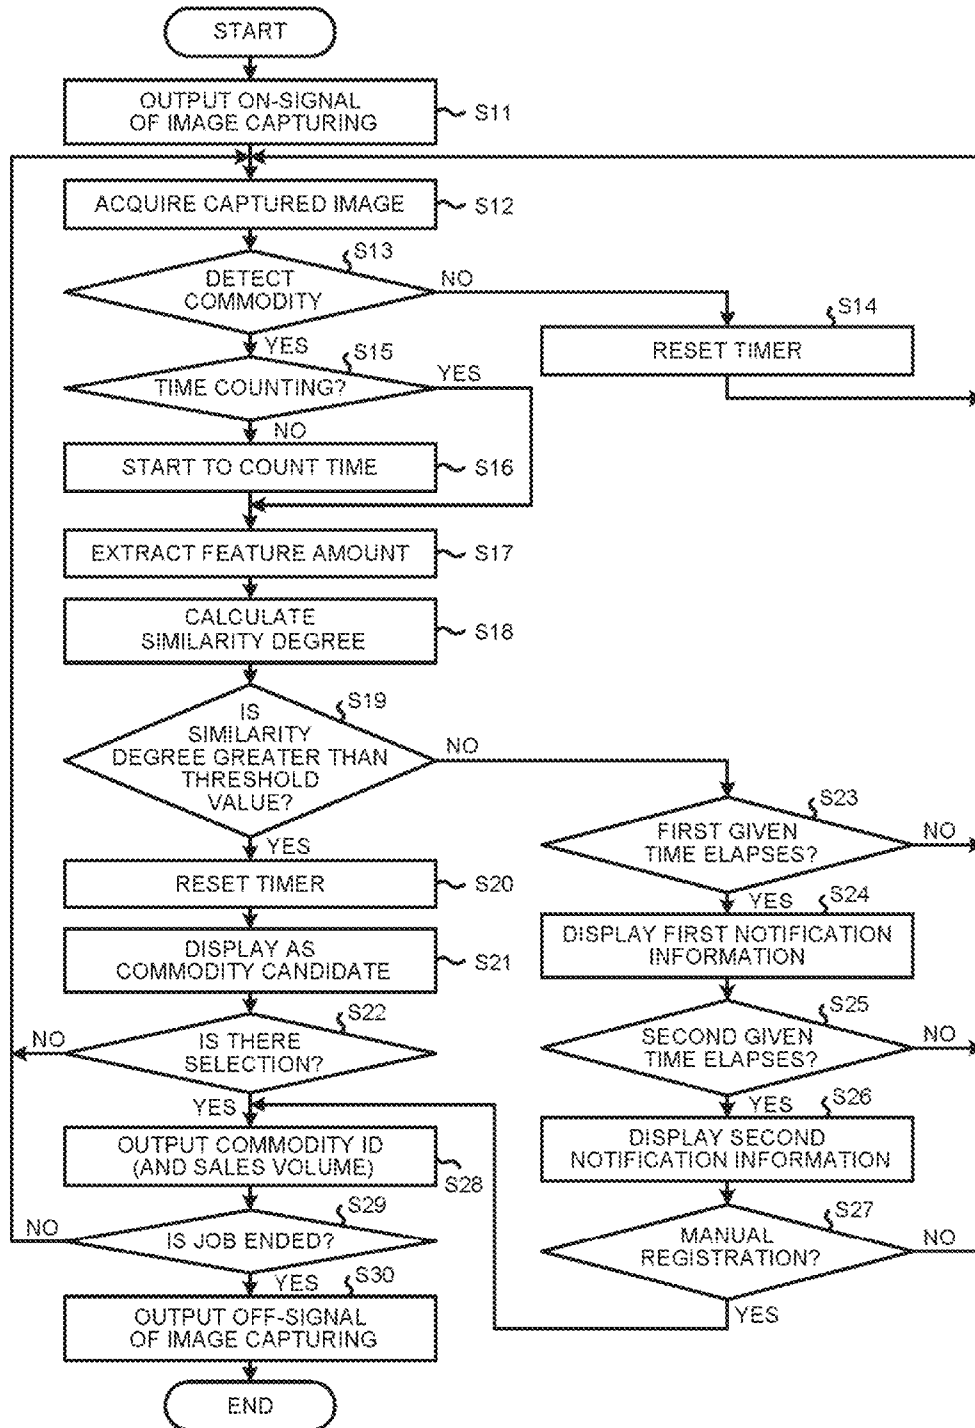 START
OUTPUT ON-SIGNAL
OF IMAGE CAPTURING
S11
ACQUIRE CAPTURED IMAGE
S12
S13
DETECT
COMMODITY
NO
YES
S14
RESET TIMER
S15
TIME COUNTING?
YES
NO
START TO COUNT TIME
S16
EXTRACT FEATURE AMOUNT
S17
CALCULATE
SIMILARITY DEGREE
S18
S19
IS
SIMILARITY
DEGREE GREATER THAN
THRESHOLD
VALUE?
NO
YES
RESET TIMER
S20
DISPLAY AS
COMMODITY CANDIDATE
S21
S22
IS THERE
SELECTION?
NO
YES
S23
FIRST GIVEN
TIME ELAPSES?
NO
YES
S24
DISPLAY FIRST NOTIFICATION
INFORMATION
S25
SECOND GIVEN
TIME ELAPSES?
NO
YES
S26
DISPLAY SECOND
NOTIFICATION INFORMATION
S27
MANUAL
REGISTRATION?
NO
YES
OUTPUT COMMODITY ID
(AND SALES VOLUME)
S28
S29
IS JOB ENDED?
NO
YES
S30
OUTPUT OFF-SIGNAL
OF IMAGE CAPTURING
END